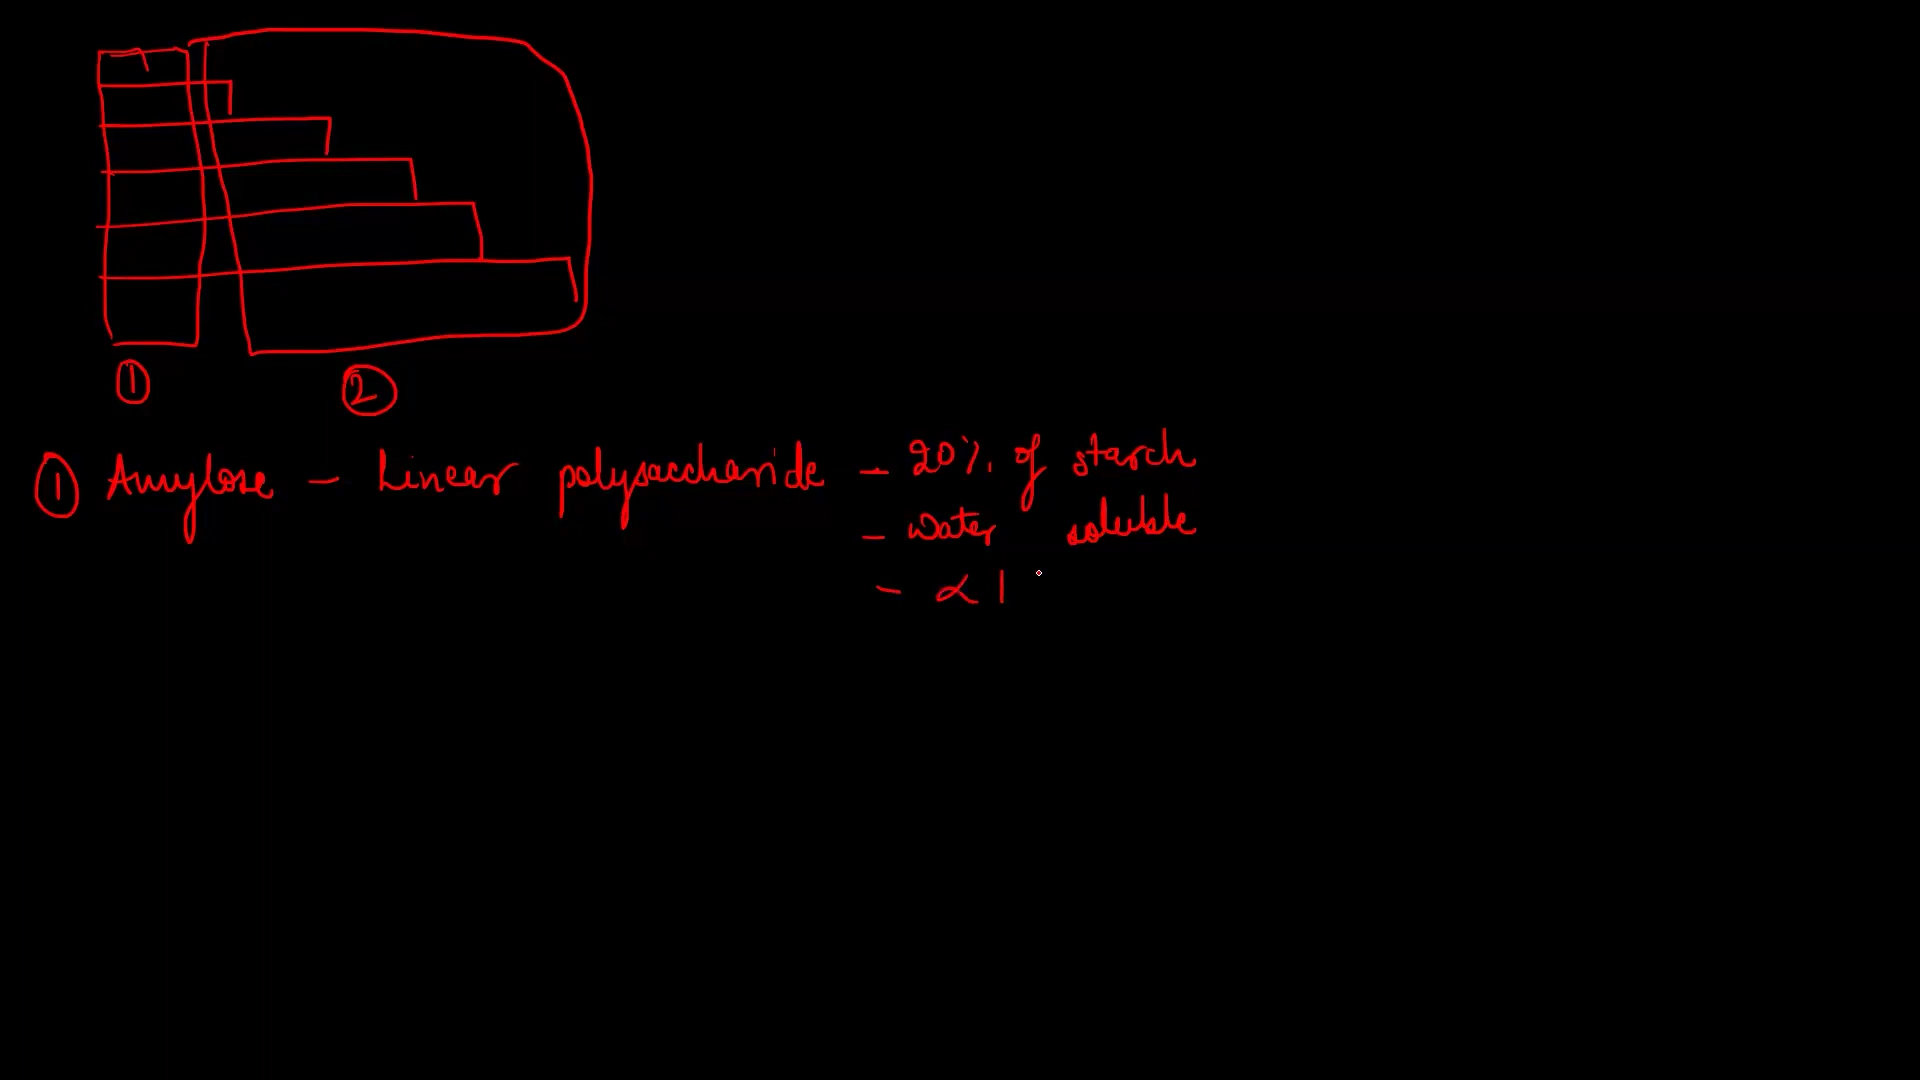 ① ②
① Amylose – Linear polysaccharide – 20% of starch
– Water soluble
– α 1